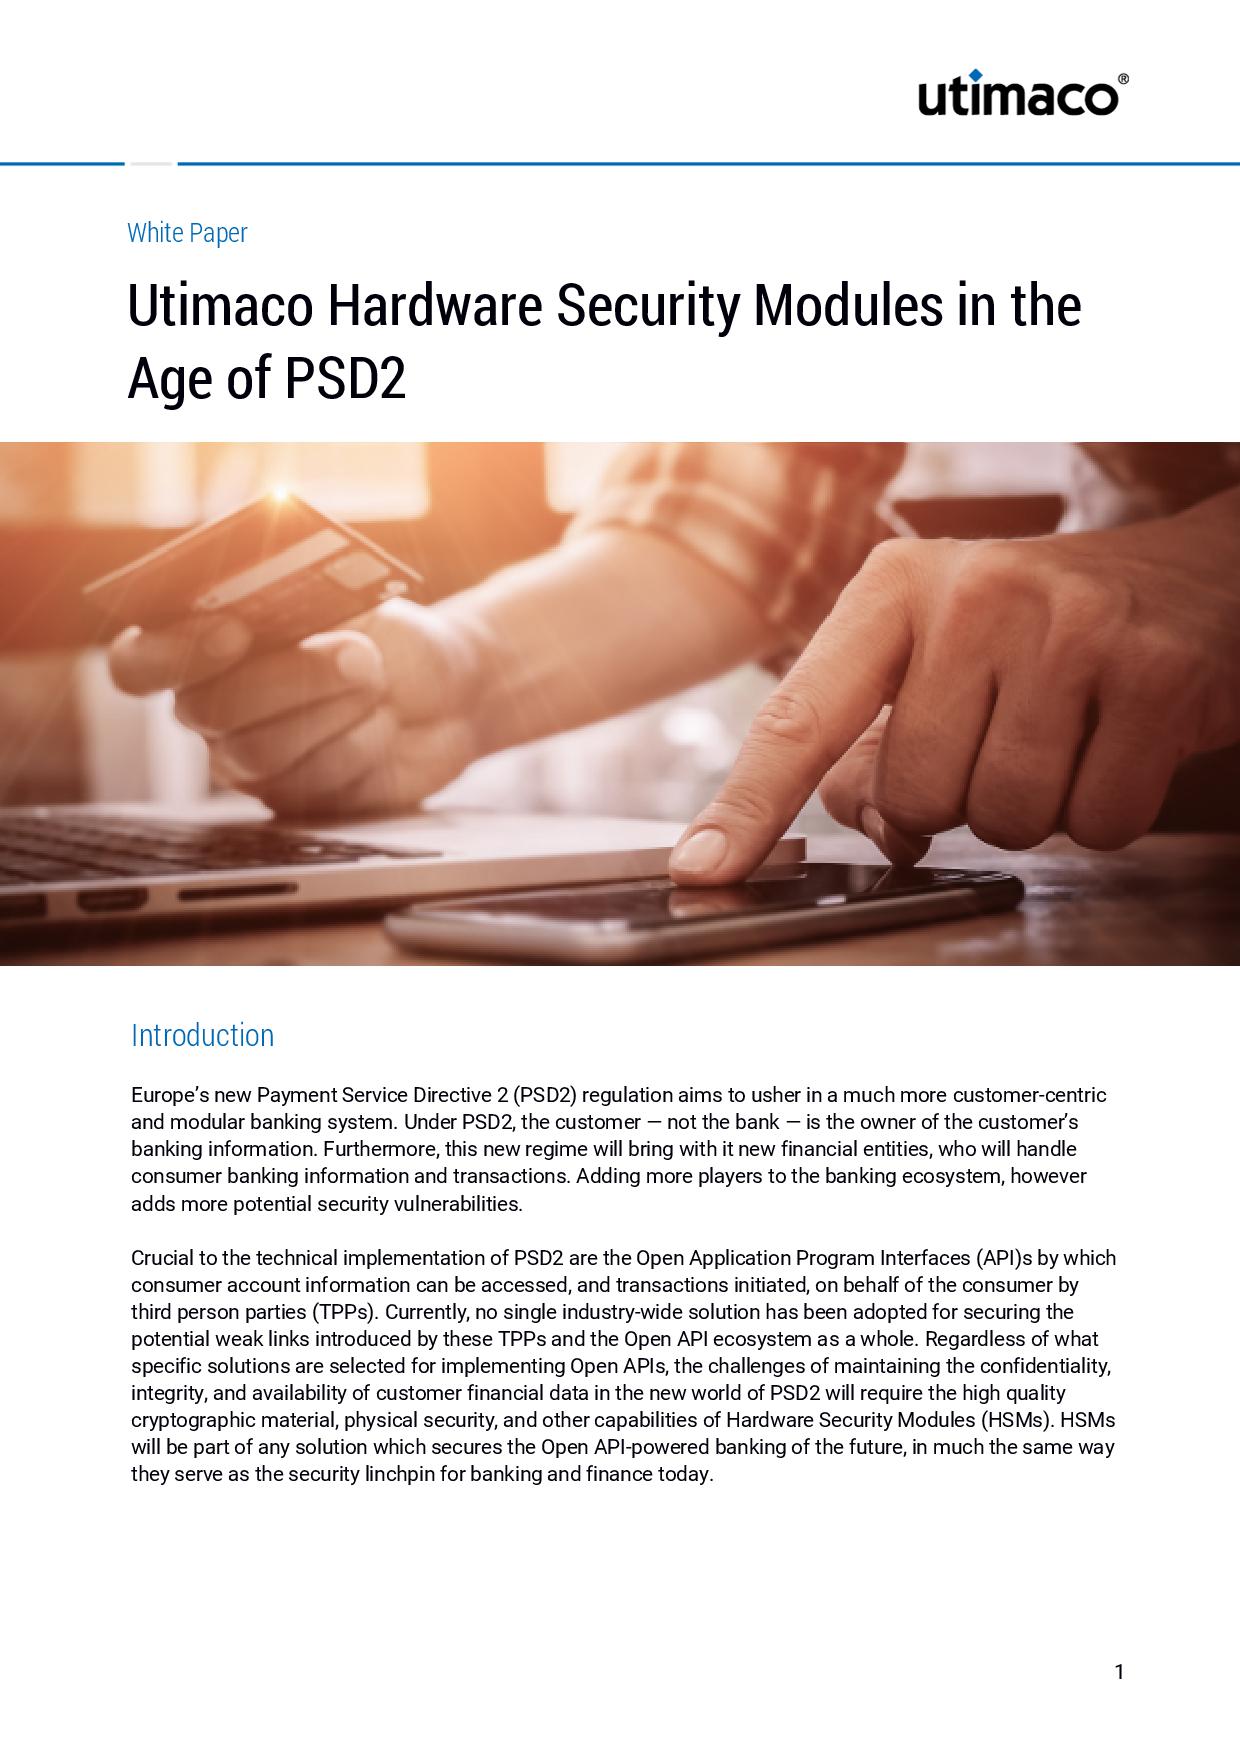 utimaco®
White Paper
Utimaco Hardware Security Modules in the
Age of PSD2
Introduction
Europe’s new Payment Service Directive 2 (PSD2) regulation aims to usher in a much more customer-centric
and modular banking system. Under PSD2, the customer — not the bank — is the owner of the customer’s
banking information. Furthermore, this new regime will bring with it new financial entities, who will handle
consumer banking information and transactions. Adding more players to the banking ecosystem, however
adds more potential security vulnerabilities.
Crucial to the technical implementation of PSD2 are the Open Application Program Interfaces (API)s by which
consumer account information can be accessed, and transactions initiated, on behalf of the consumer by
third person parties (TPPs). Currently, no single industry-wide solution has been adopted for securing the
potential weak links introduced by these TPPs and the Open API ecosystem as a whole. Regardless of what
specific solutions are selected for implementing Open APIs, the challenges of maintaining the confidentiality,
integrity, and availability of customer financial data in the new world of PSD2 will require the high quality
cryptographic material, physical security, and other capabilities of Hardware Security Modules (HSMs). HSMs
will be part of any solution which secures the Open API-powered banking of the future, in much the same way
they serve as the security linchpin for banking and finance today.
1